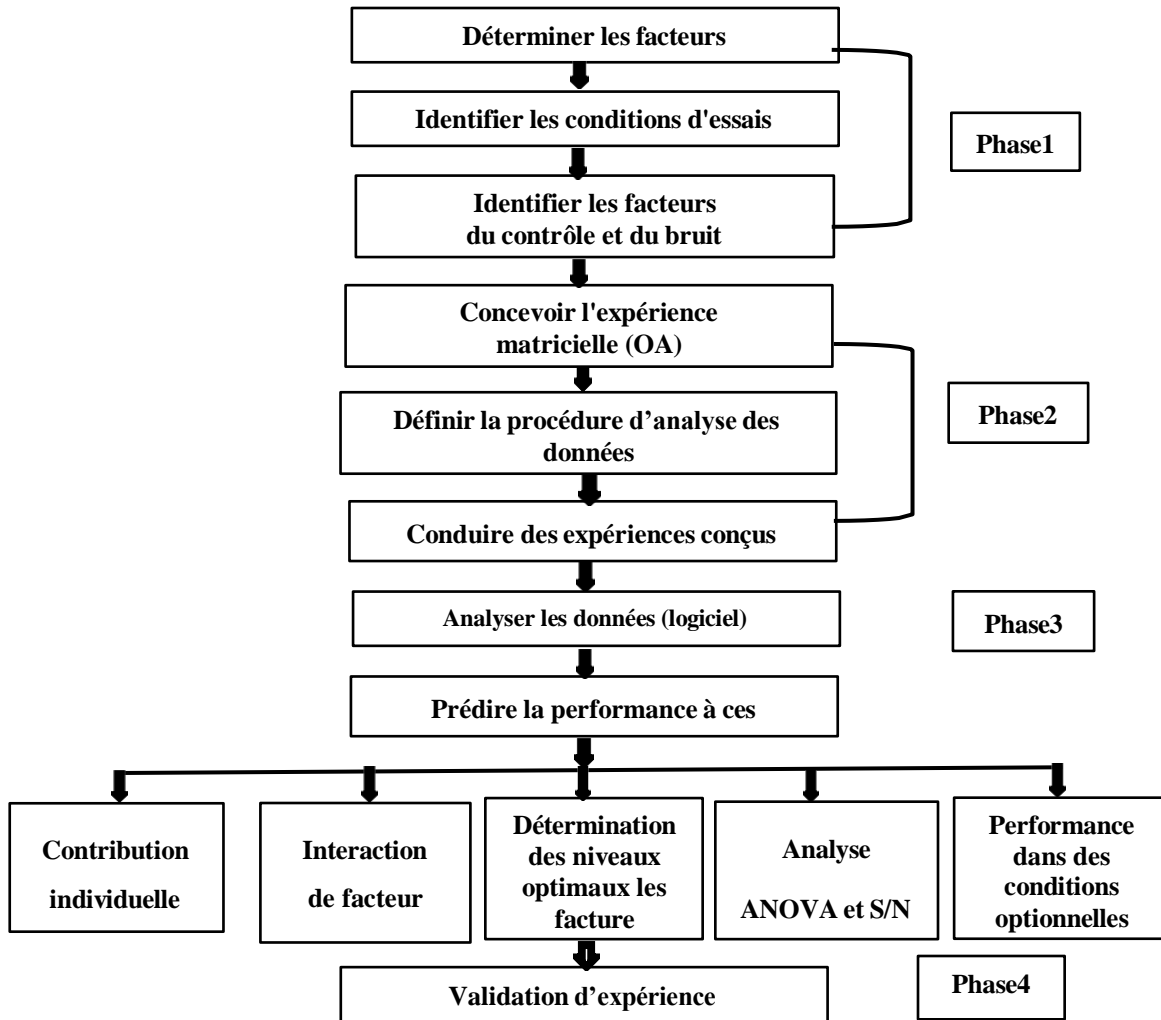 Déterminer les facteurs
Identifier les conditions d'essais
Phase1
Identifier les facteurs
du contrôle et du bruit
Concevoir l'expérience
matricielle (OA)
Définir la procédure d’analyse des
données
Phase2
Conduire des expériences conçus
Analyser les données (logiciel)
Phase3
Prédire la performance à ces
Contribution
individuelle
Interaction
de facteur
Détermination
des niveaux
optimaux les
facture
Analyse
ANOVA et S/N
Performance
dans des
conditions
optionnelles
Phase4
Validation d’expérience